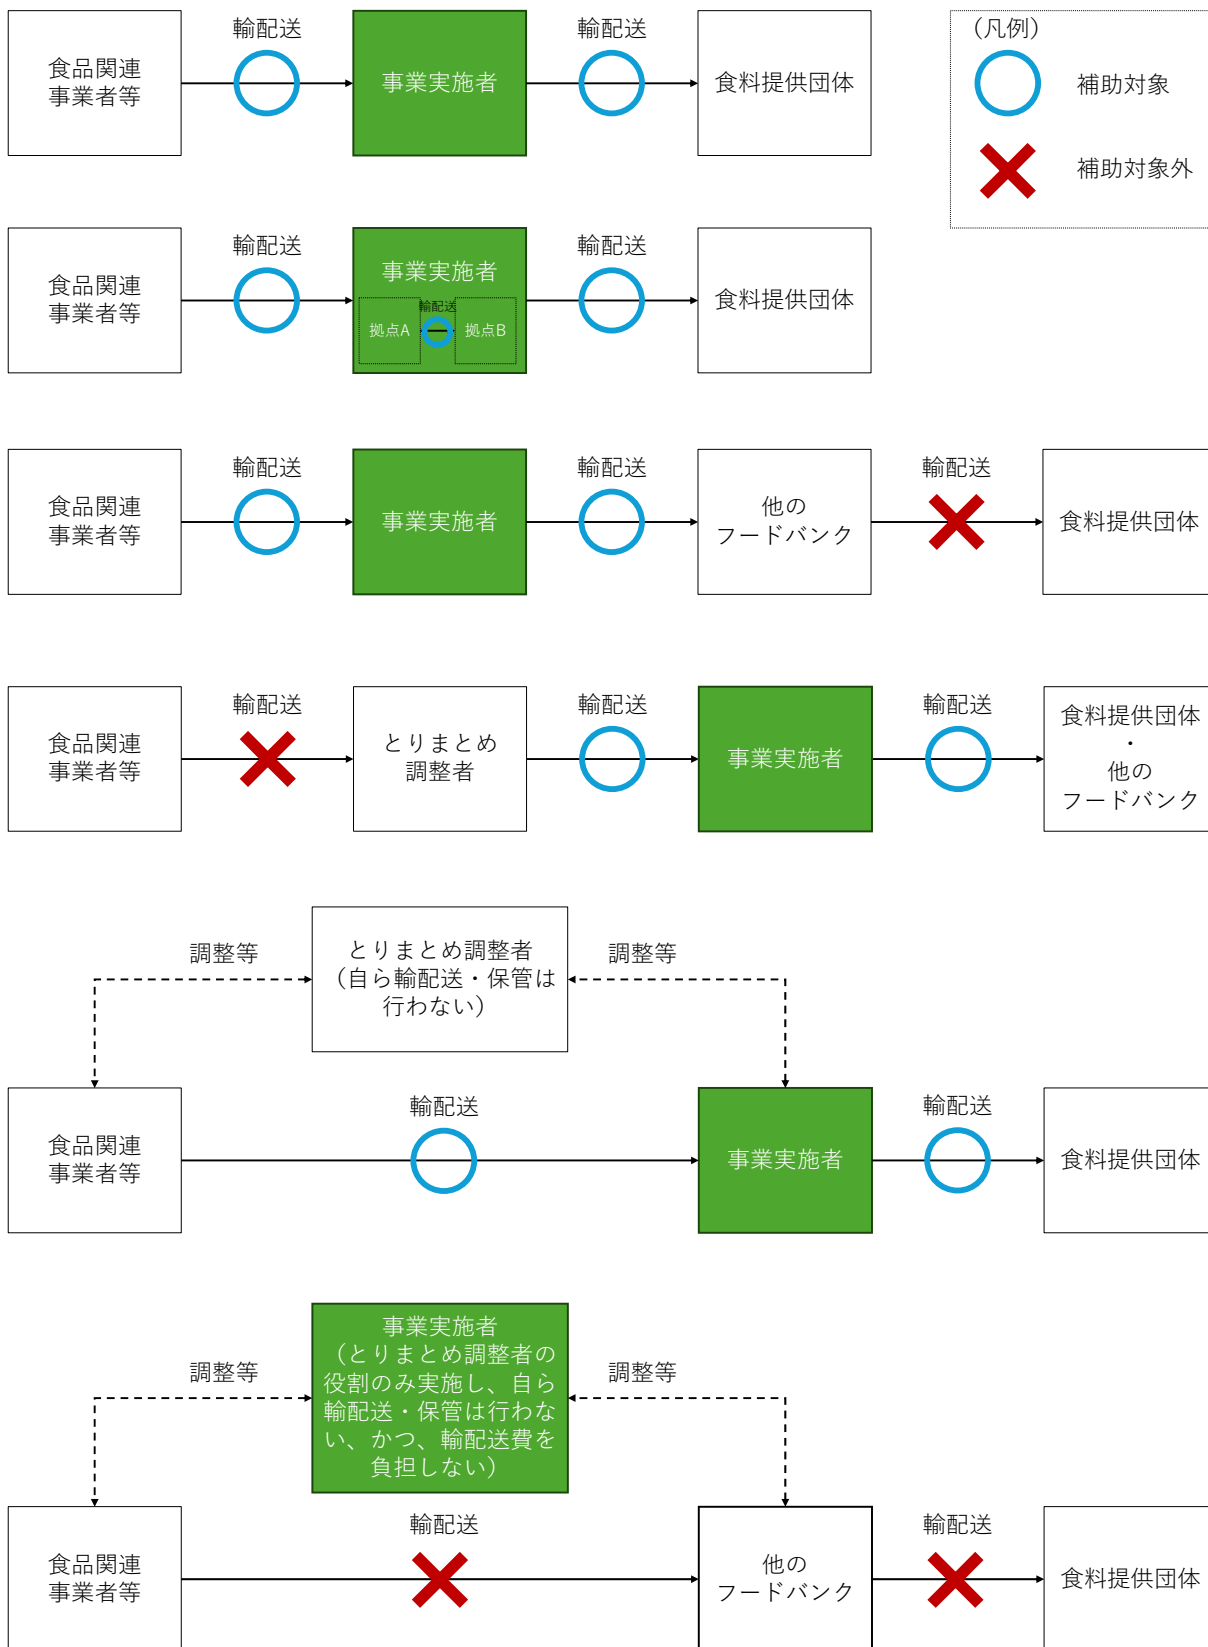 (凡例)
補助対象
補助対象外
輸配送
輸配送
食品関連
事業者等
事業実施者
食料提供団体
輸配送
輸配送
食品関連
事業者等
事業実施者
輸配送
拠点A
拠点B
食料提供団体
輸配送
輸配送
輸配送
食品関連
事業者等
事業実施者
他の
フードバンク
食料提供団体
輸配送
輸配送
輸配送
食品関連
事業者等
とりまとめ
調整者
事業実施者
食料提供団体
・
他の
フードバンク
調整等
とりまとめ調整者
（自ら輸配送・保管は
行わない）
調整等
輸配送
輸配送
食品関連
事業者等
事業実施者
食料提供団体
調整等
事業実施者
（とりまとめ調整者の
役割のみ実施し、自ら
輸配送・保管は行わな
い、かつ、輸配送費を
負担しない）
調整等
輸配送
輸配送
食品関連
事業者等
他の
フードバンク
食料提供団体